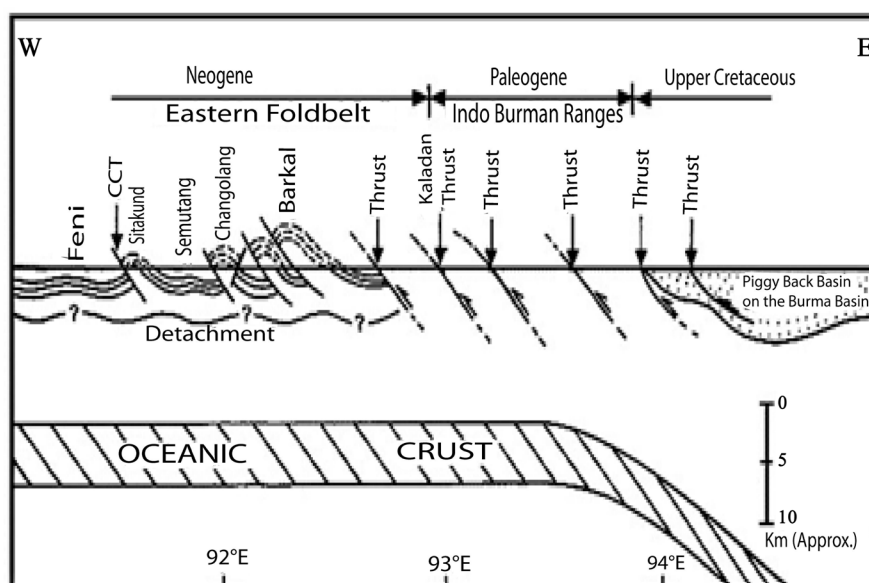 W
E
Neogene
Paleogene
Upper Cretaceous
Eastern Foldbelt
Indo Burman Ranges
Feni
CCT
Sitakund
Semutang
Changolang
Barkal
Thrust
Kaladan
Thrust
Thrust
Thrust
Thrust
Thrust
Piggy Back Basin
on the Burma Basin
? ? ?
Detachment
OCEANIC CRUST
0
5
10
Km (Approx.)
92°E 93°E 94°E